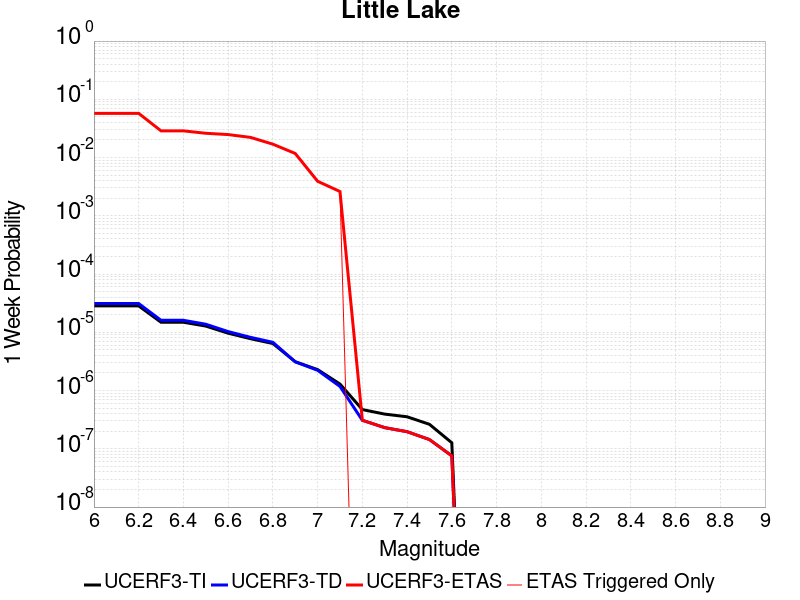 Little Lake
10^0
10^-1
10^-2
10^-3
10^-4
10^-5
10^-6
10^-7
10^-8
1 Week Probability
6 6.2 6.4 6.6 6.8 7 7.2 7.4 7.6 7.8 8 8.2 8.4 8.6 8.8 9
Magnitude
UCERF3-TI UCERF3-TD UCERF3-ETAS ETAS Triggered Only